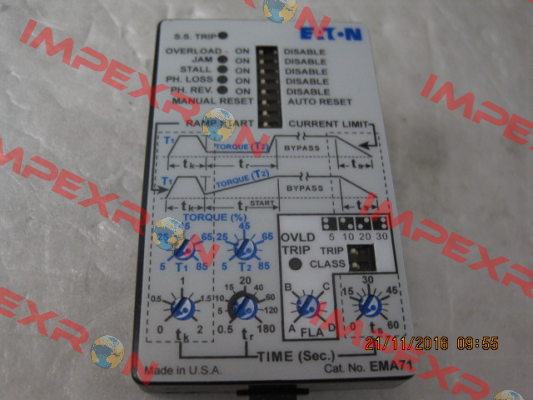 S.S. TRIP EATON
OVERLOAD - ON DISABLE
JAM ON DISABLE
STALL ON DISABLE
PH. LOSS ON DISABLE
PH. REV. ON DISABLE
MANUAL RESET AUTO RESET
RAMP START CURRENT LIMIT
T1 TORQUE (T2) BYPASS
tk tr ts
T1 TORQUE (T2) BYPASS
tk tr START ts
TORQUE (%)
45 45
25 65 25 65
5 T1 85 5 T2 85
OVLD 5 10 20 30
TRIP TRIP
CLASS
1 20 30
0.5 1.5 15 40 15 45
10 60
5 120
0 tk 2 0.5 tr 180 0 ts 60
B C
A FLA D
TIME (Sec.)
Made in U.S.A. Cat. No. EMA71
21/11/2016 09:55
IMPEXRON